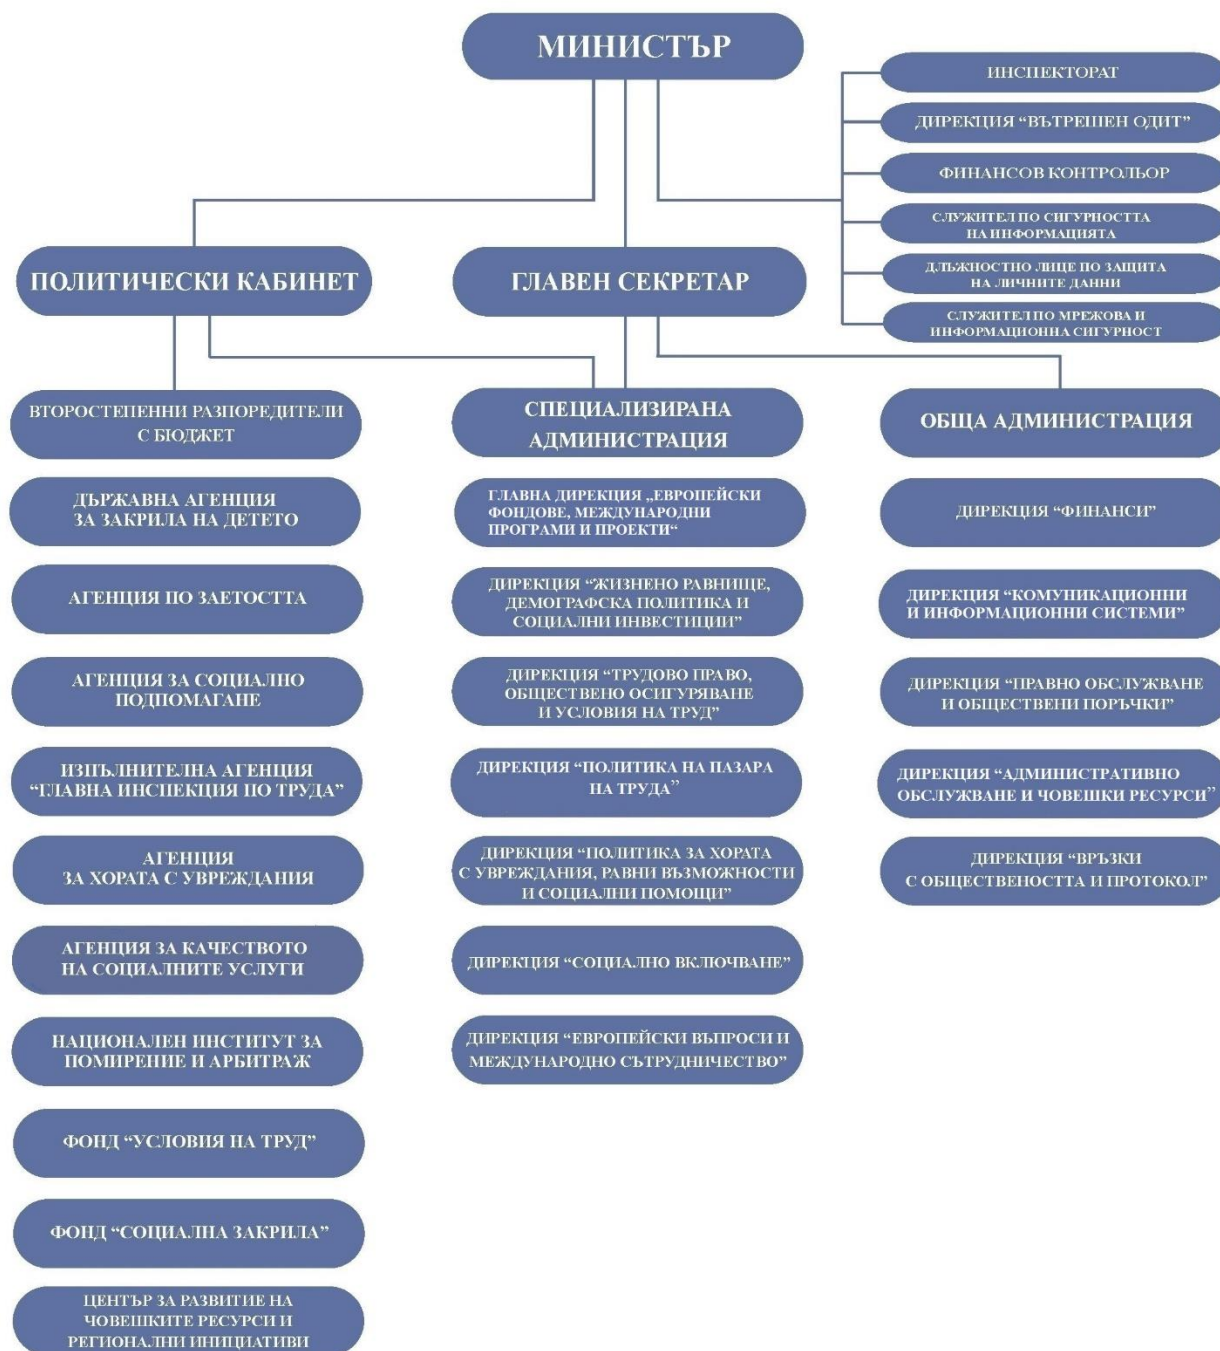 МИНИСТЪР
ИНСПЕКТОРАТ
ДИРЕКЦИЯ “ВЪТРЕШЕН ОДИТ”
ФИНАНСОВ КОНТРОЛЬОР
СЛУЖИТЕЛ ПО СИГУРНОСТТА
НА ИНФОРМАЦИЯТА
ДЛЪЖНОСТНО ЛИЦЕ ПО ЗАЩИТА
НА ЛИЧНИТЕ ДАННИ
СЛУЖИТЕЛ ПО МРЕЖОВА И
ИНФОРМАЦИОННА СИГУРНОСТ
ПОЛИТИЧЕСКИ КАБИНЕТ
ГЛАВЕН СЕКРЕТАР
ВТОРОСТЕПЕННИ РАЗПОРЕДИТЕЛИ
С БЮДЖЕТ
ДЪРЖАВНА АГЕНЦИЯ
ЗА ЗАКРИЛА НА ДЕТЕТО
АГЕНЦИЯ ПО ЗАЕТОСТТА
АГЕНЦИЯ ЗА СОЦИАЛНО
ПОДПОМАГАНЕ
ИЗПЪЛНИТЕЛНА АГЕНЦИЯ
“ГЛАВНА ИНСПЕКЦИЯ ПО ТРУДА”
АГЕНЦИЯ
ЗА ХОРАТА С УВРЕЖДАНИЯ
АГЕНЦИЯ ЗА КАЧЕСТВОТО
НА СОЦИАЛНИТЕ УСЛУГИ
НАЦИОНАЛЕН ИНСТИТУТ ЗА
ПОМИРЕНИЕ И АРБИТРАЖ
ФОНД “УСЛОВИЯ НА ТРУД”
ФОНД “СОЦИАЛНА ЗАКРИЛА”
ЦЕНТЪР ЗА РАЗВИТИЕ НА
ЧОВЕШКИТЕ РЕСУРСИ И
РЕГИОНАЛНИ ИНИЦИАТИВИ
СПЕЦИАЛИЗИРАНА
АДМИНИСТРАЦИЯ
ГЛАВНА ДИРЕКЦИЯ „ЕВРОПЕЙСКИ
ФОНДОВЕ, МЕЖДУНАРОДНИ
ПРОГРАМИ И ПРОЕКТИ“
ДИРЕКЦИЯ “ЖИЗНЕНО РАВНИЩЕ,
ДЕМОГРАФСКА ПОЛИТИКА И
СОЦИАЛНИ ИНВЕСТИЦИИ”
ДИРЕКЦИЯ “ТРУДОВО ПРАВО,
ОБЩЕСТВЕНО ОСИГУРЯВАНЕ
И УСЛОВИЯ НА ТРУД”
ДИРЕКЦИЯ “ПОЛИТИКА НА ПАЗАРА
НА ТРУДА”
ДИРЕКЦИЯ “ПОЛИТИКА ЗА ХОРАТА
С УВРЕЖДАНИЯ, РАВНИ ВЪЗМОЖНОСТИ
И СОЦИАЛНИ ПОМОЩИ”
ДИРЕКЦИЯ “СОЦИАЛНО ВКЛЮЧВАНЕ”
ДИРЕКЦИЯ “ЕВРОПЕЙСКИ ВЪПРОСИ И
МЕЖДУНАРОДНО СЪТРУДНИЧЕСТВО”
ОБЩА АДМИНИСТРАЦИЯ
ДИРЕКЦИЯ “ФИНАНСИ”
ДИРЕКЦИЯ “КОМУНИКАЦИОННИ
И ИНФОРМАЦИОННИ СИСТЕМИ”
ДИРЕКЦИЯ “ПРАВНО ОБСЛУЖВАНЕ
И ОБЩЕСТВЕНИ ПОРЪЧКИ”
ДИРЕКЦИЯ “АДМИНИСТРАТИВНО
ОБСЛУЖВАНЕ И ЧОВЕШКИ РЕСУРСИ”
ДИРЕКЦИЯ “ВРЪЗКИ
С ОБЩЕСТВЕНОСТТА И ПРОТОКОЛ”